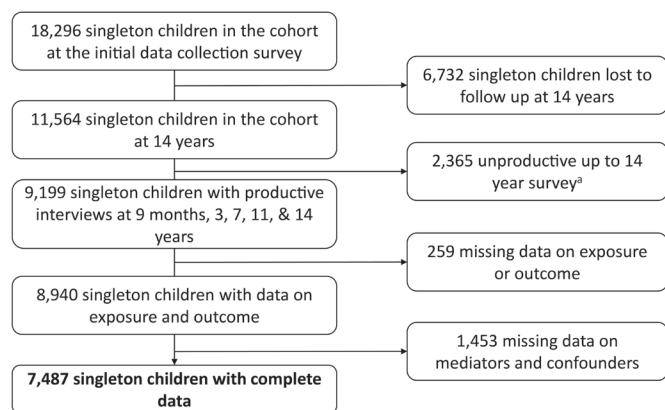 18,296 singleton children in the cohort
at the initial data collection survey
6,732 singleton children lost to
follow up at 14 years
11,564 singleton children in the cohort
at 14 years
2,365 unproductive up to 14
year surveyᵃ
9,199 singleton children with productive
interviews at 9 months, 3, 7, 11, & 14
years
259 missing data on exposure
or outcome
8,940 singleton children with data on
exposure and outcome
1,453 missing data on
mediators and confounders
7,487 singleton children with complete
data